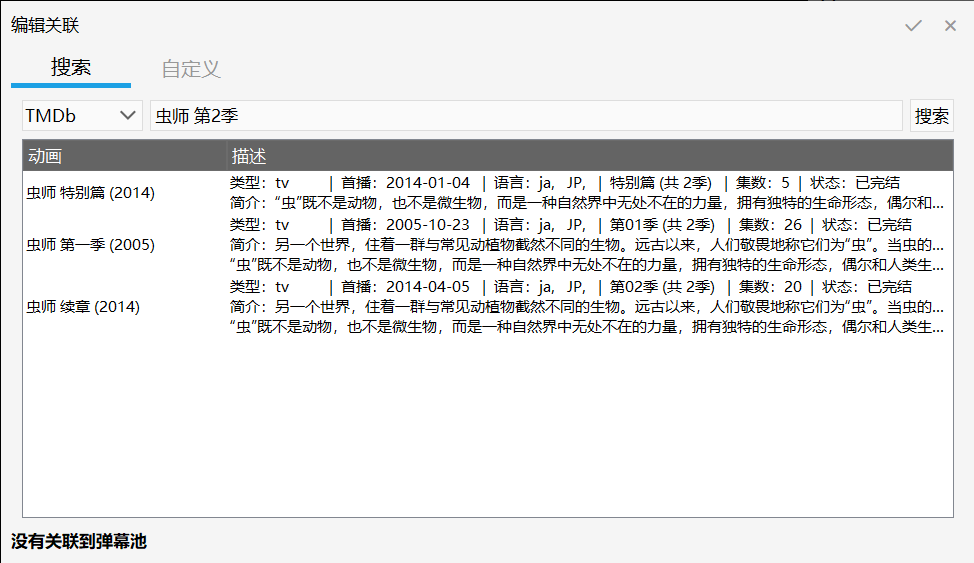 编辑关联
搜索 自定义
TMDb 虫师 第2季 搜索
动画 描述
虫师 特别篇 (2014)
类型：tv | 首播：2014-01-04 | 语言：ja，JP， | 特别篇 (共 2季) | 集数：5 | 状态：已完结
简介：“虫”既不是动物，也不是微生物，而是一种自然界中无处不在的力量，拥有独特的生命形态，偶尔和...
虫师 第一季 (2005)
类型：tv | 首播：2005-10-23 | 语言：ja，JP， | 第01季 (共 2季) | 集数：26 | 状态：已完结
简介：另一个世界，住着一群与常见动植物截然不同的生物。远古以来，人们敬畏地称它们为“虫”。当虫的...
“虫”既不是动物，也不是微生物，而是一种自然界中无处不在的力量，拥有独特的生命形态，偶尔和人类生...
虫师 续章 (2014)
类型：tv | 首播：2014-04-05 | 语言：ja，JP， | 第02季 (共 2季) | 集数：20 | 状态：已完结
简介：另一个世界，住着一群与常见动植物截然不同的生物。远古以来，人们敬畏地称它们为“虫”。当虫的...
“虫”既不是动物，也不是微生物，而是一种自然界中无处不在的力量，拥有独特的生命形态，偶尔和人类生...
没有关联到弹幕池